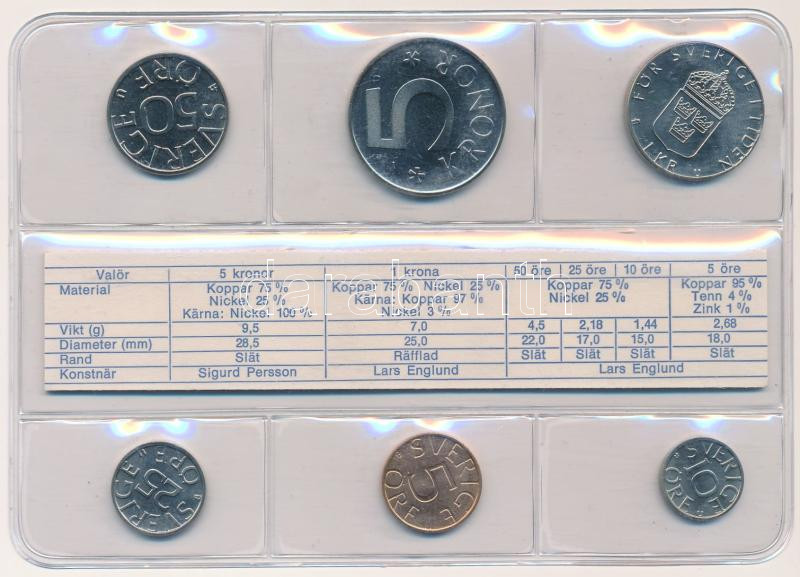 SVERIGE 50 ÖRE
5 KRONOR
FÖR SVERIGE I TIDEN
1 KR
Valör 5 kronor 1 krona 50 öre 25 öre 10 öre 5 öre
Material Koppar 75 % Koppar 75 % Nickel 25 % Koppar 75 % Koppar 95 %
Nickel 25 % Kärna: Koppar 97 % Nickel 25 % Tenn 4 %
Kärna: Nickel 100 % Nickel 3 % Zink 1 %
Vikt (g) 9,5 7,0 4,5 2,18 1,44 2,68
Diameter (mm) 28,5 25,0 22,0 17,0 15,0 18,0
Rand Slät Räfflad Slät Slät Slät Slät
Konstnär Sigurd Persson Lars Englund Lars Englund
darabanth
SVERIGE 25 ÖRE
SVERIGE 5 ÖRE
SVERIGE 10 ÖRE